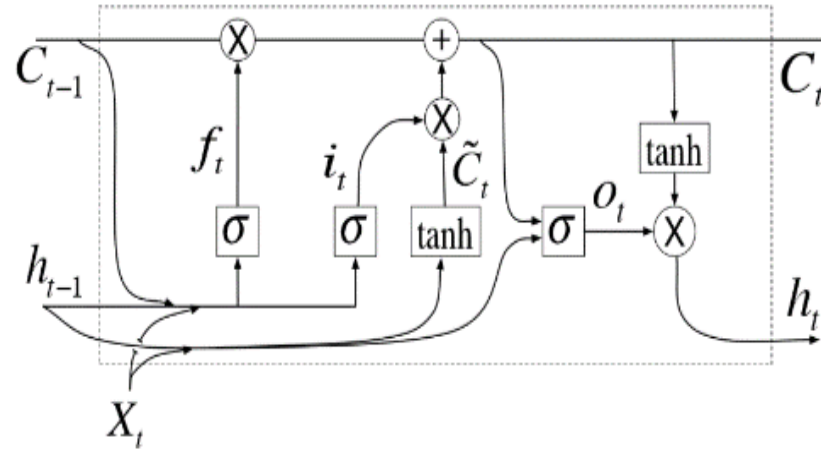 × +
C_{t-1} C_t
×
tanh
f_t i_t C̃_t
o_t
σ σ tanh σ ×
h_{t-1} h_t
X_t